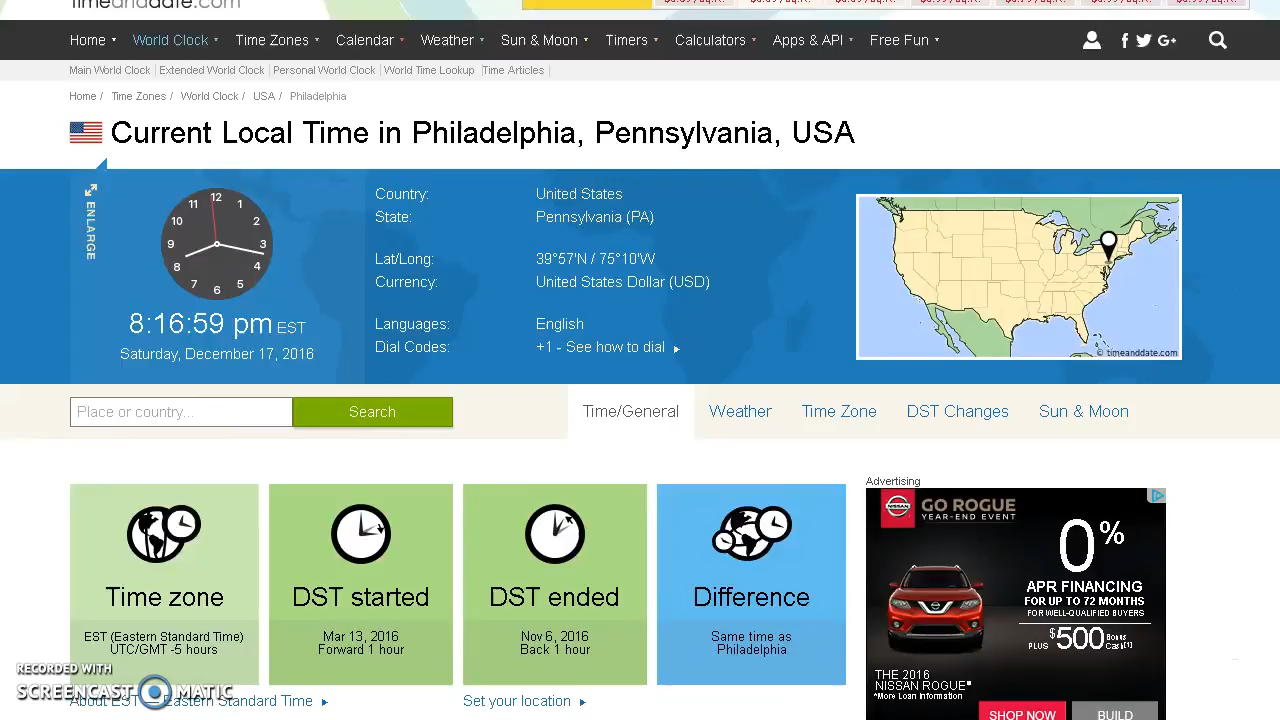 timeanddate.com
Home World Clock Time Zones Calendar Weather Sun & Moon Timers Calculators Apps & API Free Fun
Main World Clock Extended World Clock Personal World Clock World Time Lookup Time Articles
Home / Time Zones / World Clock / USA / Philadelphia
Current Local Time in Philadelphia, Pennsylvania, USA
ENLARGE
12
1
2
3
4
5
6
7
8
9
10
11
8:16:59 pm EST
Saturday, December 17, 2016
Country: United States
State: Pennsylvania (PA)
Lat/Long: 39°57'N / 75°10'W
Currency: United States Dollar (USD)
Languages: English
Dial Codes: +1 - See how to dial
© timeanddate.com
Place or country... Search
Time/General Weather Time Zone DST Changes Sun & Moon
Time zone
EST (Eastern Standard Time)
UTC/GMT -5 hours
DST started
Mar 13, 2016
Forward 1 hour
DST ended
Nov 6, 2016
Back 1 hour
Difference
Same time as
Philadelphia
About EST — Eastern Standard Time
Set your location
Advertising
NISSAN
GO ROGUE
YEAR-END EVENT
0%
APR FINANCING
FOR UP TO 72 MONTHS
FOR WELL-QUALIFIED BUYERS
PLUS $500 Bonus Cash[1]
THE 2016
NISSAN ROGUE
*More Loan Information
SHOP NOW BUILD
RECORDED WITH
SCREENCAST MATIC